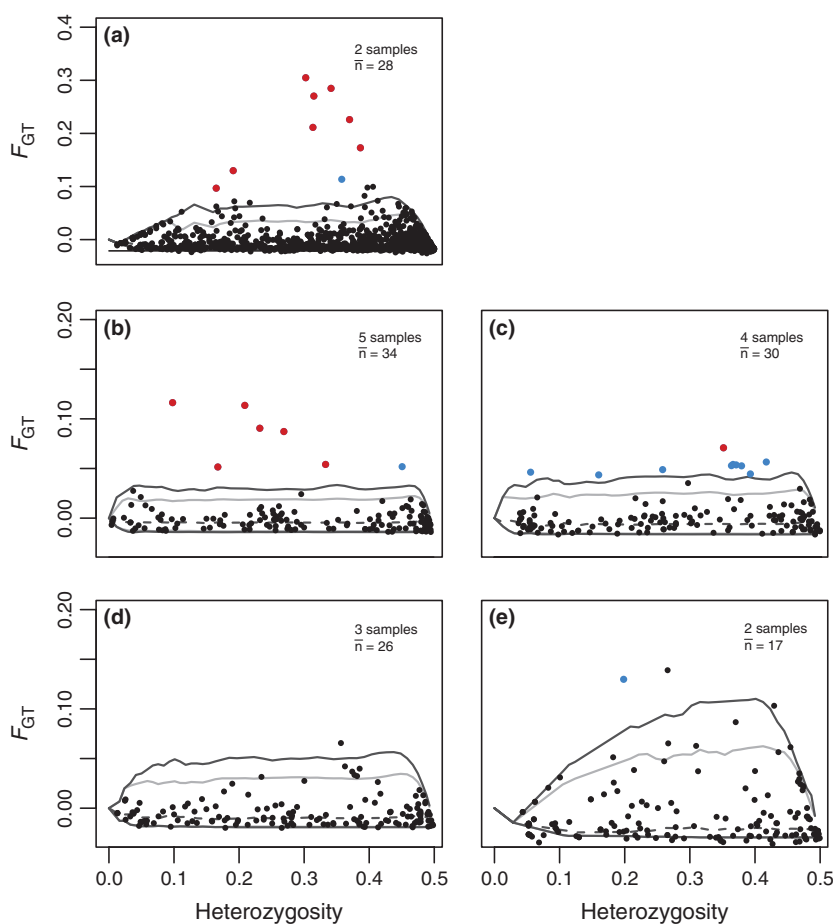 (a)
2 samples
n̅ = 28
F_GT
0.4
0.3
0.2
0.1
0.0
(b)
5 samples
n̅ = 34
F_GT
0.20
0.10
0.00
(c)
4 samples
n̅ = 30
(d)
3 samples
n̅ = 26
F_GT
0.20
0.10
0.00
0.0 0.1 0.2 0.3 0.4 0.5
Heterozygosity
(e)
2 samples
n̅ = 17
0.0 0.1 0.2 0.3 0.4 0.5
Heterozygosity